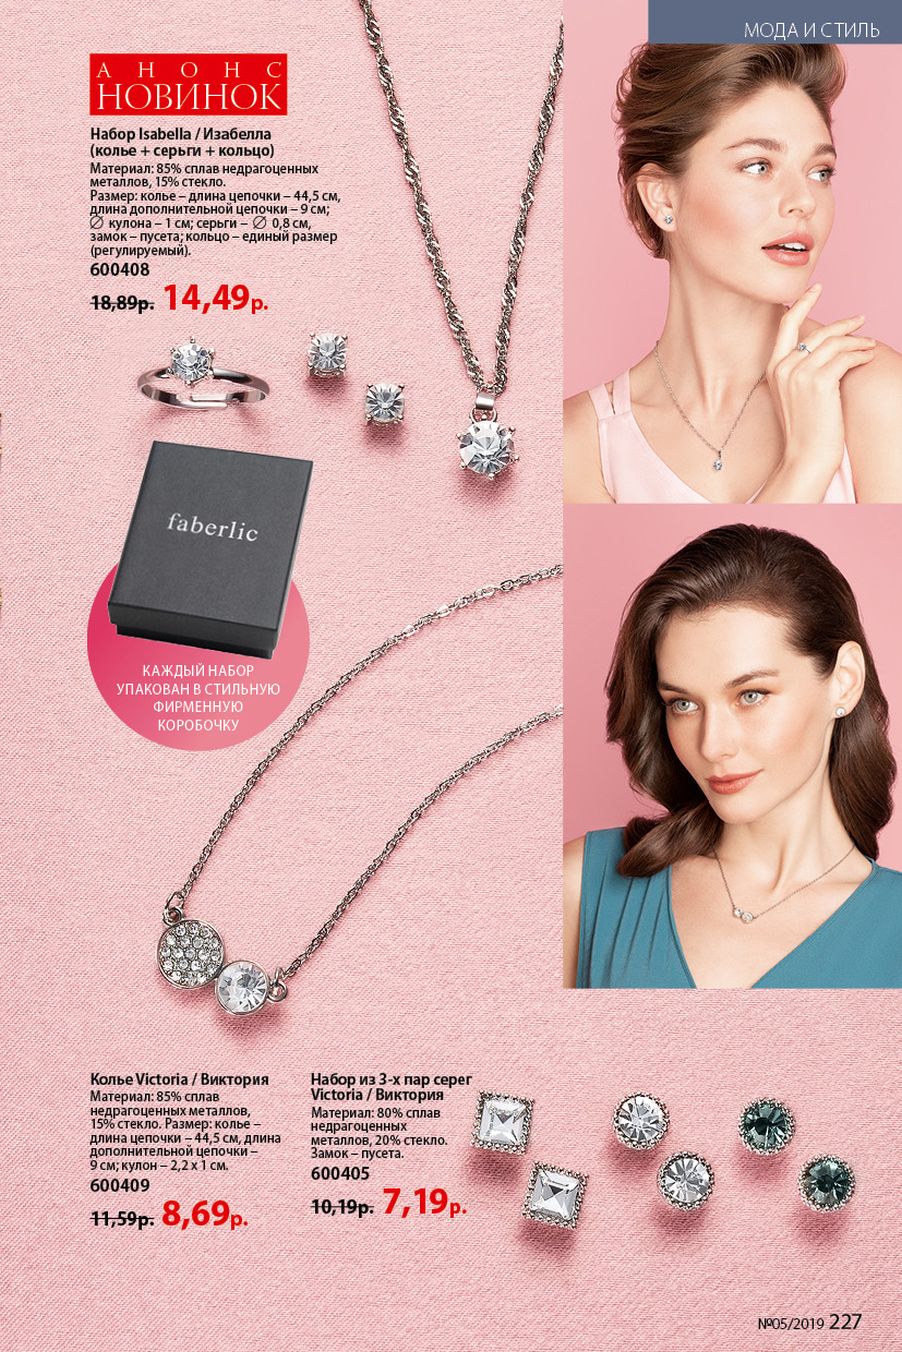 МОДА И СТИЛЬ
АНОНС
НОВИНОК
Набор Isabella / Изабелла
(колье + серьги + кольцо)
Материал: 85% сплав недрагоценных
металлов, 15% стекло.
Размер: колье – длина цепочки – 44,5 см,
длина дополнительной цепочки – 9 см;
∅ кулона – 1 см; серьги – ∅ 0,8 см,
замок – пусета; кольцо – единый размер
(регулируемый).
600408
18,89р. 14,49р.
faberlic
КАЖДЫЙ НАБОР
УПАКОВАН В СТИЛЬНУЮ
ФИРМЕННУЮ
КОРОБОЧКУ
Колье Victoria / Виктория
Материал: 85% сплав
недрагоценных металлов,
15% стекло. Размер: колье –
длина цепочки – 44,5 см, длина
дополнительной цепочки –
9 см; кулон – 2,2 x 1 см.
600409
11,59р. 8,69р.
Набор из 3-х пар серег
Victoria / Виктория
Материал: 80% сплав
недрагоценных
металлов, 20% стекло.
Замок – пусета.
600405
10,19р. 7,19р.
№05/2019 227